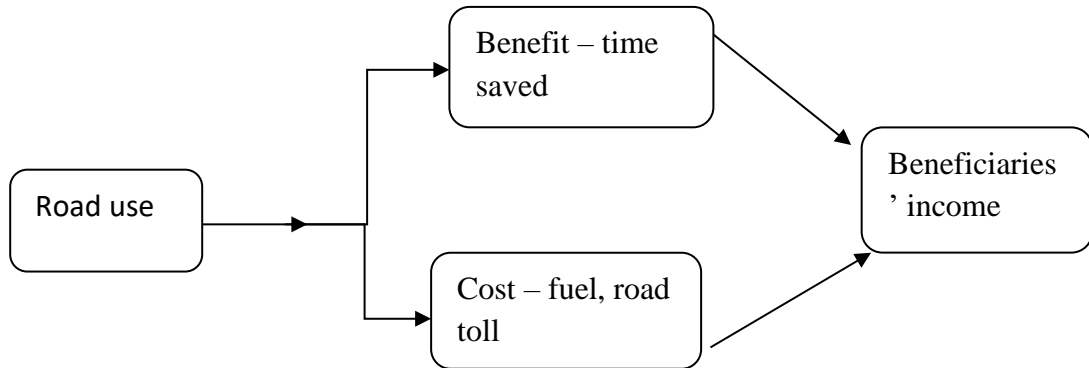 Benefit – time
saved
Road use
Beneficiaries
’ income
Cost – fuel, road
toll